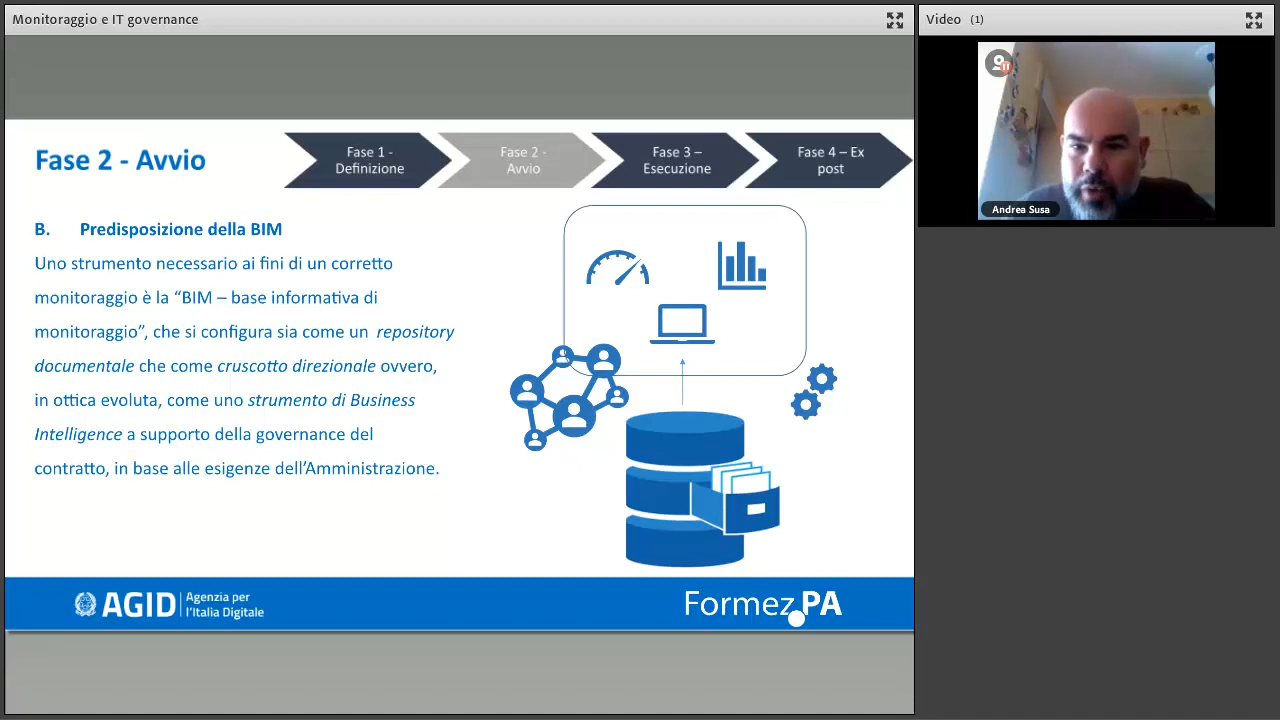 Monitoraggio e IT governance
Video (1)
Fase 2 - Avvio
Fase 1 -
Definizione
Fase 2 -
Avvio
Fase 3 –
Esecuzione
Fase 4 – Ex
post
Andrea Susa
B. Predisposizione della BIM
Uno strumento necessario ai fini di un corretto
monitoraggio è la “BIM – base informativa di
monitoraggio”, che si configura sia come un repository
documentale che come cruscotto direzionale ovvero,
in ottica evoluta, come uno strumento di Business
Intelligence a supporto della governance del
contratto, in base alle esigenze dell’Amministrazione.
AGID
Agenzia per
l’Italia Digitale
Formez PA